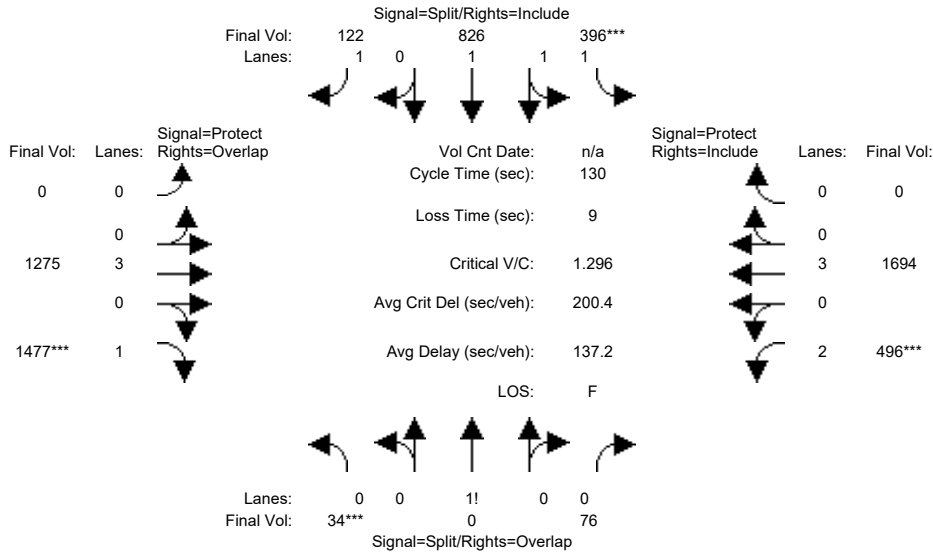 Signal=Split/Rights=Include
Final Vol: 122 826 396***
Lanes: 1 0 1 1 1
Signal=Protect Signal=Protect
Final Vol: Lanes: Rights=Overlap Vol Cnt Date: n/a Rights=Include Lanes: Final Vol:
0 0 Cycle Time (sec): 130 0 0
Loss Time (sec): 9
0 0
1275 3 Critical V/C: 1.296 3 1694
0 Avg Crit Del (sec/veh): 200.4 0
1477*** 1 Avg Delay (sec/veh): 137.2 2 496***
LOS: F
Lanes: 0 0 1! 0 0
Final Vol: 34*** 0 76
Signal=Split/Rights=Overlap